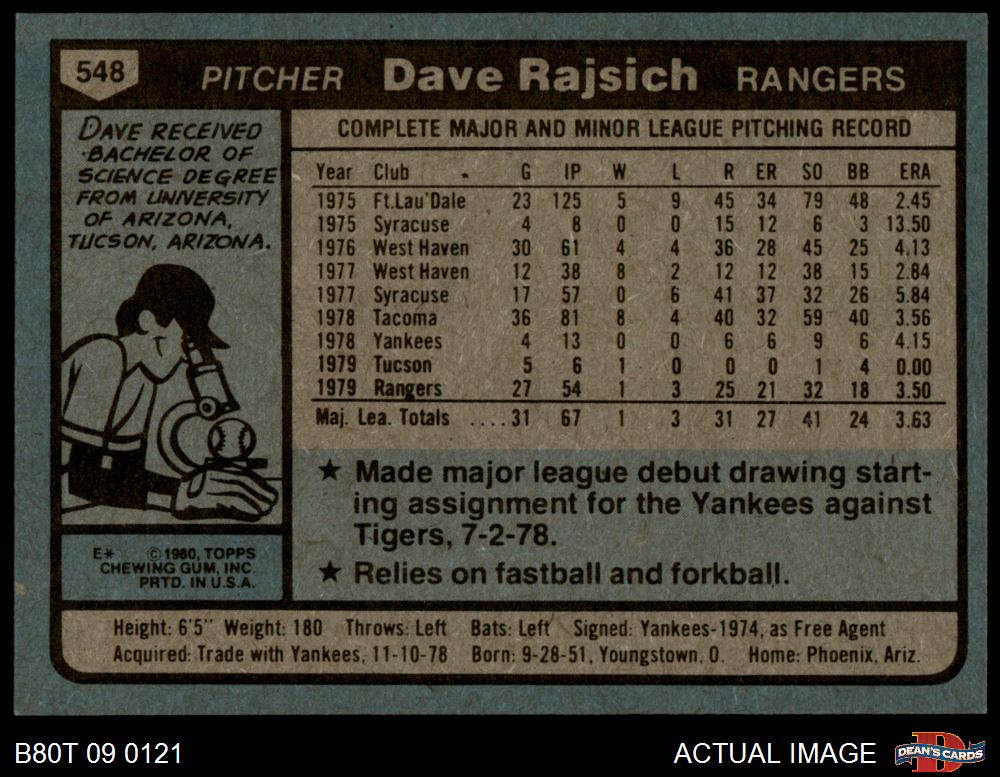 548 PITCHER Dave Rajsich RANGERS
DAVE RECEIVED
BACHELOR OF
SCIENCE DEGREE
FROM UNIVERSITY
OF ARIZONA,
TUCSON, ARIZONA.
COMPLETE MAJOR AND MINOR LEAGUE PITCHING RECORD
Year Club G IP W L R ER SO BB ERA
1975 Ft.Lau'Dale 23 125 5 9 45 34 79 48 2.45
1975 Syracuse 4 8 0 0 15 12 6 3 13.50
1976 West Haven 30 61 4 4 36 28 45 25 4.13
1977 West Haven 12 38 8 2 12 12 38 15 2.84
1977 Syracuse 17 57 0 6 41 37 32 26 5.84
1978 Tacoma 36 81 8 4 40 32 59 40 3.56
1978 Yankees 4 13 0 0 6 6 9 6 4.15
1979 Tucson 5 6 1 0 0 0 1 4 0.00
1979 Rangers 27 54 1 3 25 21 32 18 3.50
Maj. Lea. Totals ....31 67 1 3 31 27 41 24 3.63
★ Made major league debut drawing start-
ing assignment for the Yankees against
Tigers, 7-2-78.
★ Relies on fastball and forkball.
E* © 1980, TOPPS
CHEWING GUM, INC.
PRTD. IN U.S.A.
Height: 6'5" Weight: 180 Throws: Left Bats: Left Signed: Yankees-1974, as Free Agent
Acquired: Trade with Yankees, 11-10-78 Born: 9-28-51, Youngstown, O. Home: Phoenix, Ariz.
B80T 09 0121
ACTUAL IMAGE
DEAN'S CARDS